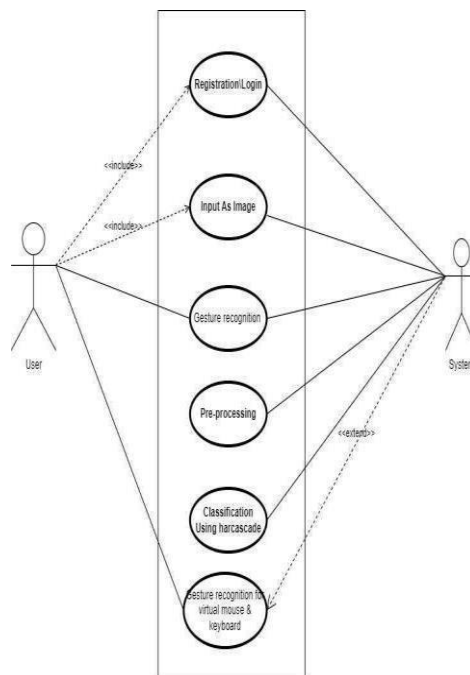 Registration\Login
<<include>>
Input As Image
<<include>>
Gesture recognition
User
System
Pre-processing
<<extend>>
Classification
Using harcascade
Gesture recognition for
virtual mouse &
keyboard